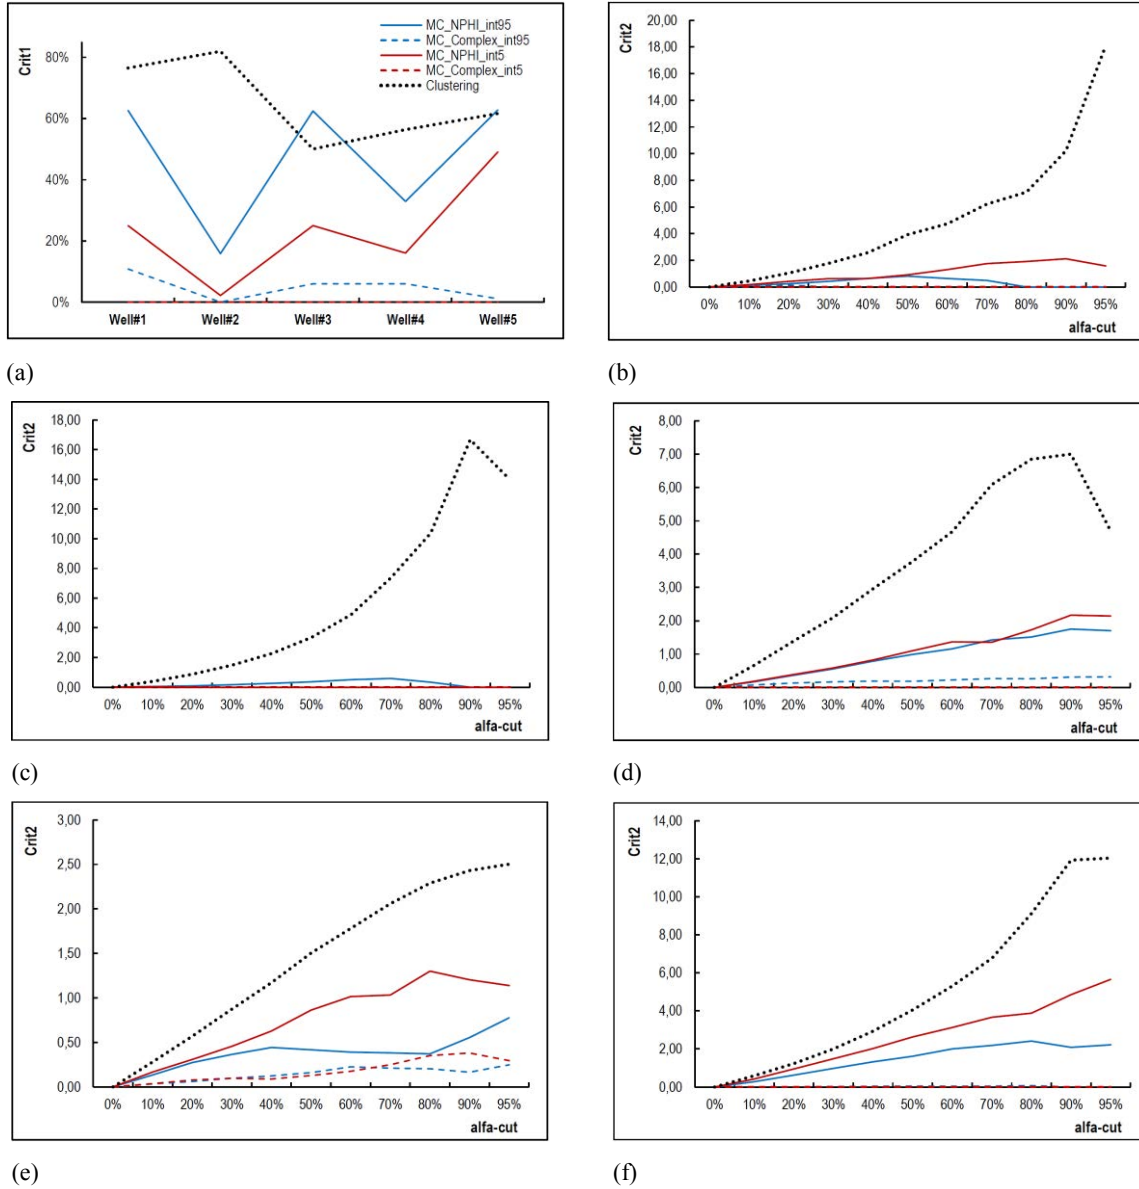 Crit1
MC_NPHI_int95
MC_Complex_int95
MC_NPHI_int5
MC_Complex_int5
Clustering
80%
60%
40%
20%
0%
Well#1 Well#2 Well#3 Well#4 Well#5
(a)
Crit2
20,00
18,00
16,00
14,00
12,00
10,00
8,00
6,00
4,00
2,00
0,00
0% 10% 20% 30% 40% 50% 60% 70% 80% 90% 95%
alfa-cut
(b)
Crit2
18,00
16,00
14,00
12,00
10,00
8,00
6,00
4,00
2,00
0,00
0% 10% 20% 30% 40% 50% 60% 70% 80% 90% 95%
alfa-cut
(c)
Crit2
8,00
7,00
6,00
5,00
4,00
3,00
2,00
1,00
0,00
0% 10% 20% 30% 40% 50% 60% 70% 80% 90% 95%
alfa-cut
(d)
Crit2
3,00
2,50
2,00
1,50
1,00
0,50
0,00
0% 10% 20% 30% 40% 50% 60% 70% 80% 90% 95%
alfa-cut
(e)
Crit2
14,00
12,00
10,00
8,00
6,00
4,00
2,00
0,00
0% 10% 20% 30% 40% 50% 60% 70% 80% 90% 95%
alfa-cut
(f)